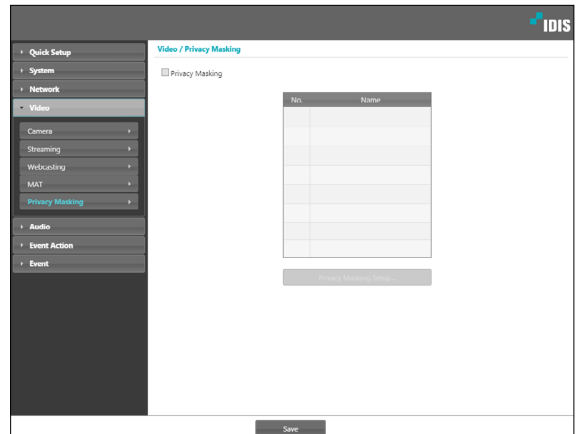 IDIS
Quick Setup
System
Network
Video
Camera
Streaming
Webcasting
MAT
Privacy Masking
Audio
Event Action
Event
Video / Privacy Masking
Privacy Masking
No. Name
Privacy Masking Setup...
Save